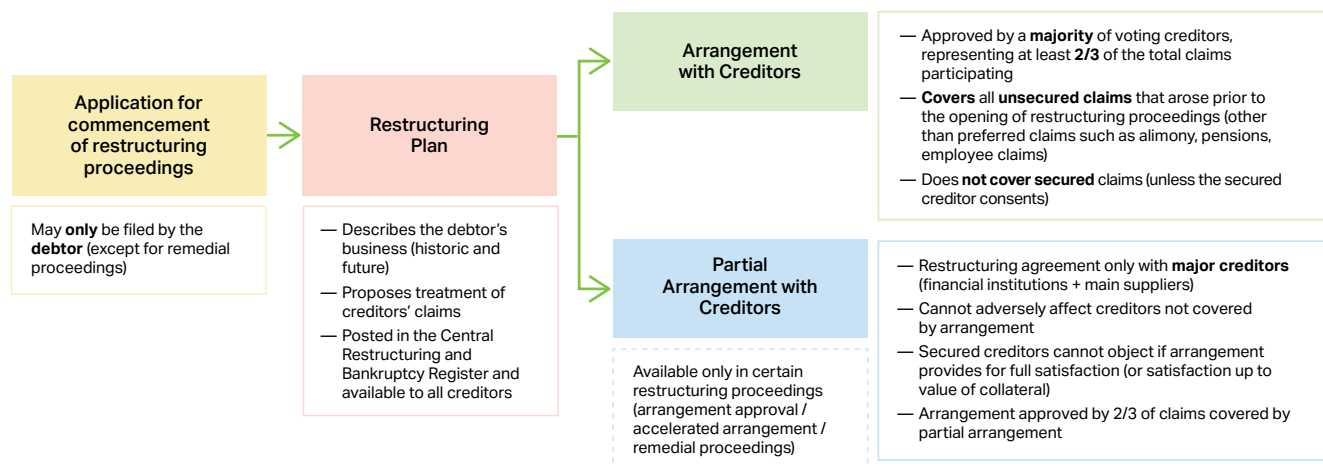 Application for
commencement
of restructuring
proceedings
May only be filed by the
debtor (except for remedial
proceedings)
Restructuring
Plan
— Describes the debtor's
business (historic and
future)
— Proposes treatment of
creditors' claims
— Posted in the Central
Restructuring and
Bankruptcy Register and
available to all creditors
Arrangement
with Creditors
— Approved by a majority of voting creditors,
representing at least 2/3 of the total claims
participating
— Covers all unsecured claims that arose prior to
the opening of restructuring proceedings (other
than preferred claims such as alimony, pensions,
employee claims)
— Does not cover secured claims (unless the secured
creditor consents)
Partial
Arrangement with
Creditors
Available only in certain
restructuring proceedings
(arrangement approval /
accelerated arrangement /
remedial proceedings)
— Restructuring agreement only with major creditors
(financial institutions + main suppliers)
— Cannot adversely affect creditors not covered
by arrangement
— Secured creditors cannot object if arrangement
provides for full satisfaction (or satisfaction up to
value of collateral)
— Arrangement approved by 2/3 of claims covered by
partial arrangement